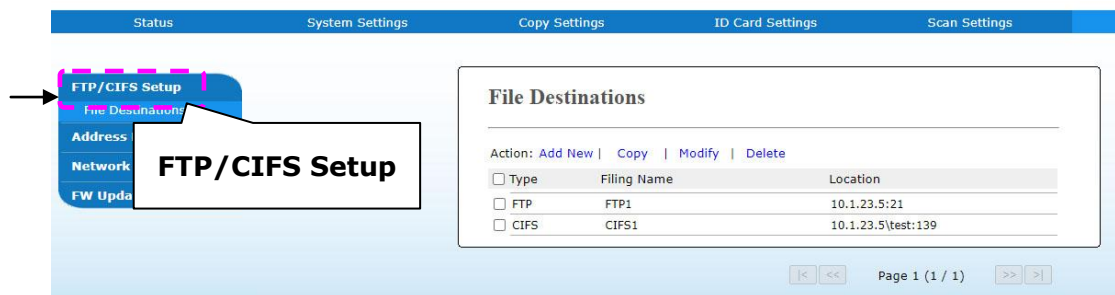 Status System Settings Copy Settings ID Card Settings Scan Settings
FTP/CIFS Setup
File Destinations
Address
Network
FW Upda
FTP/CIFS Setup
File Destinations
Action: Add New | Copy | Modify | Delete
Type Filing Name Location
FTP FTP1 10.1.23.5:21
CIFS CIFS1 10.1.23.5\test:139
|< << Page 1 (1 / 1) >> >|